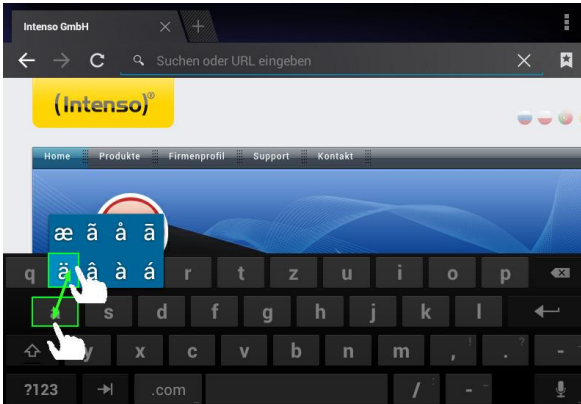 Intenso GmbH
Suchen oder URL eingeben
(Intenso)®
Home Produkte Firmenprofil Support Kontakt
æ ã å ā
ä â à á
q r t z u i o p
a s d f g h j k l
y x c v b n m , ! . ? -
?123 .com / : - _